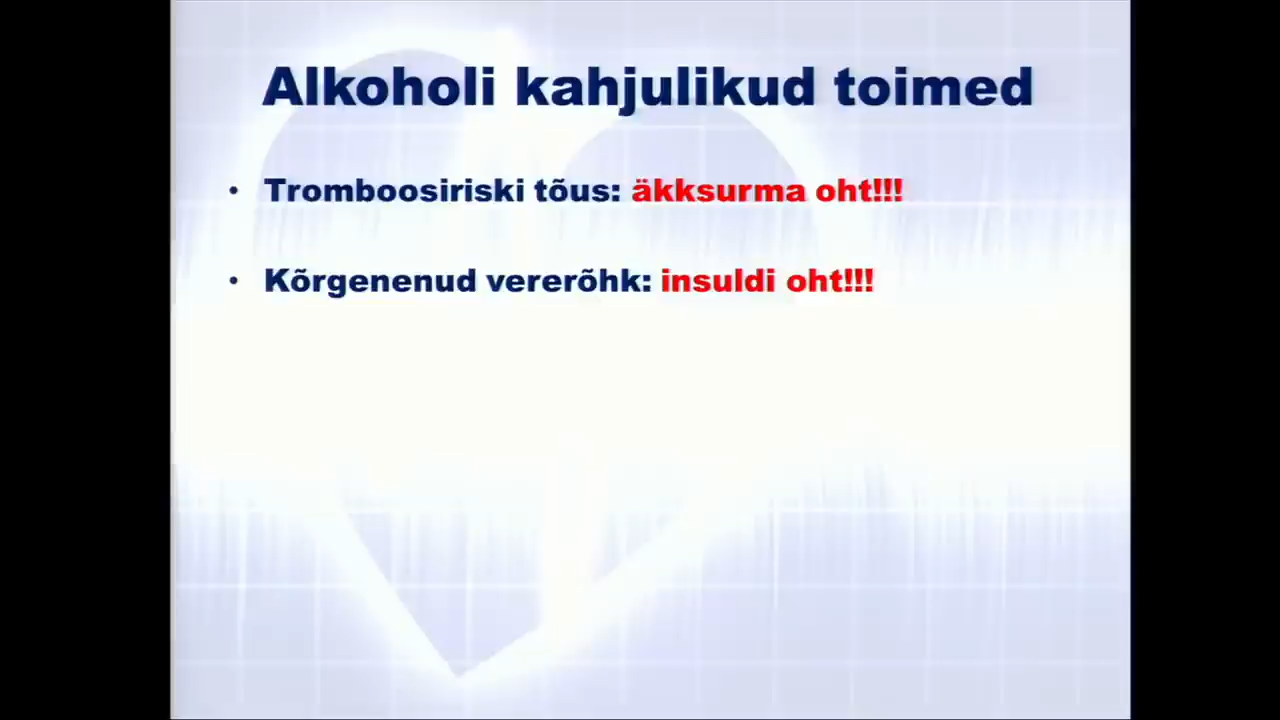 Alkoholi kahjulikud toimed
• Tromboosiriski tõus: äkksurma oht!!!
• Kõrgenenud vererõhk: insuldi oht!!!